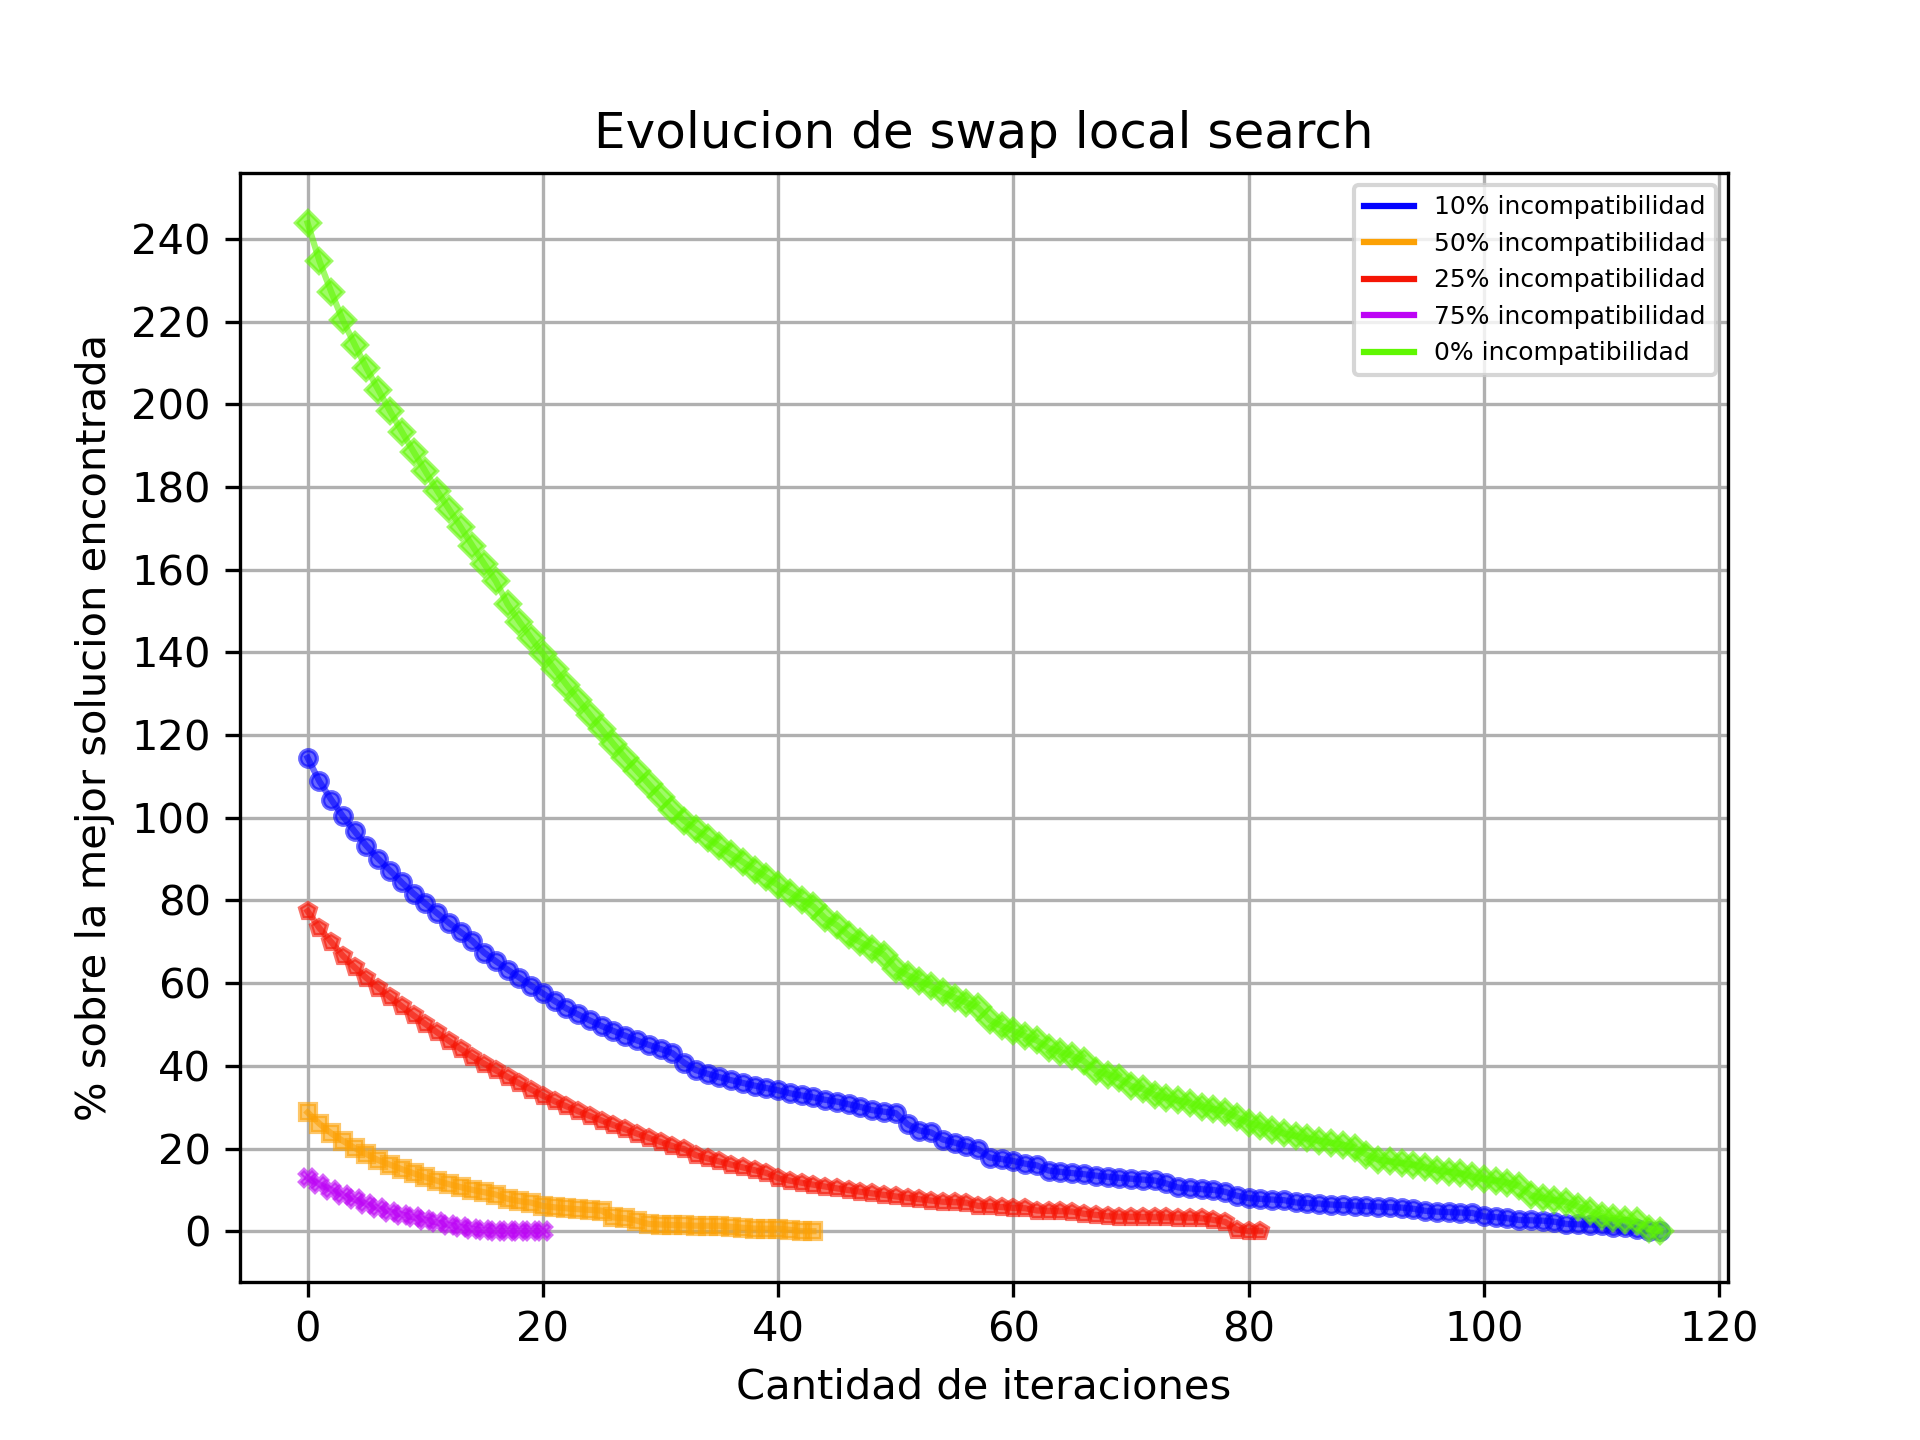 Evolucion de swap local search
10% incompatibilidad
50% incompatibilidad
25% incompatibilidad
75% incompatibilidad
0% incompatibilidad
% sobre la mejor solucion encontrada
240
220
200
180
160
140
120
100
80
60
40
20
0
0 20 40 60 80 100 120
Cantidad de iteraciones